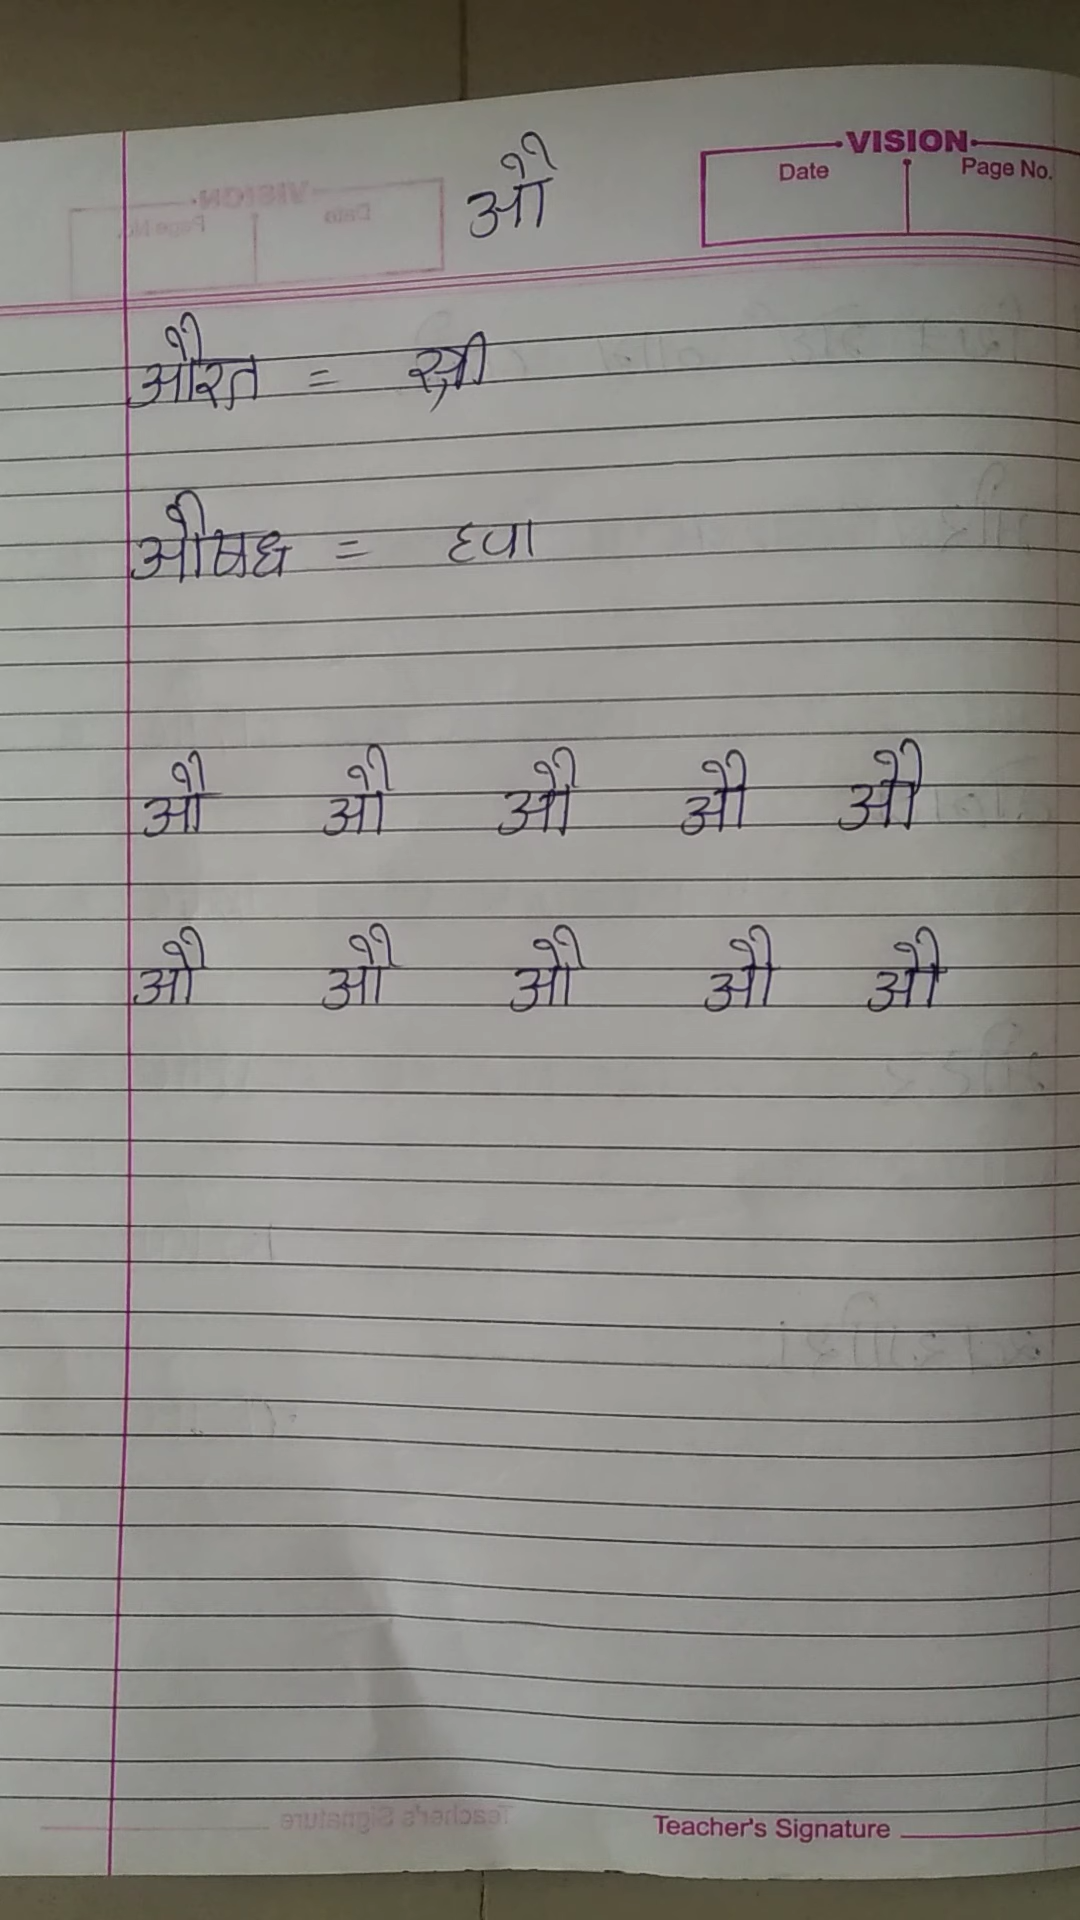 VISION
Date Page No.
औ
औरत = स्त्री
औषध = दवा
औ औ औ औ औ
औ औ औ औ औ
Teacher's Signature